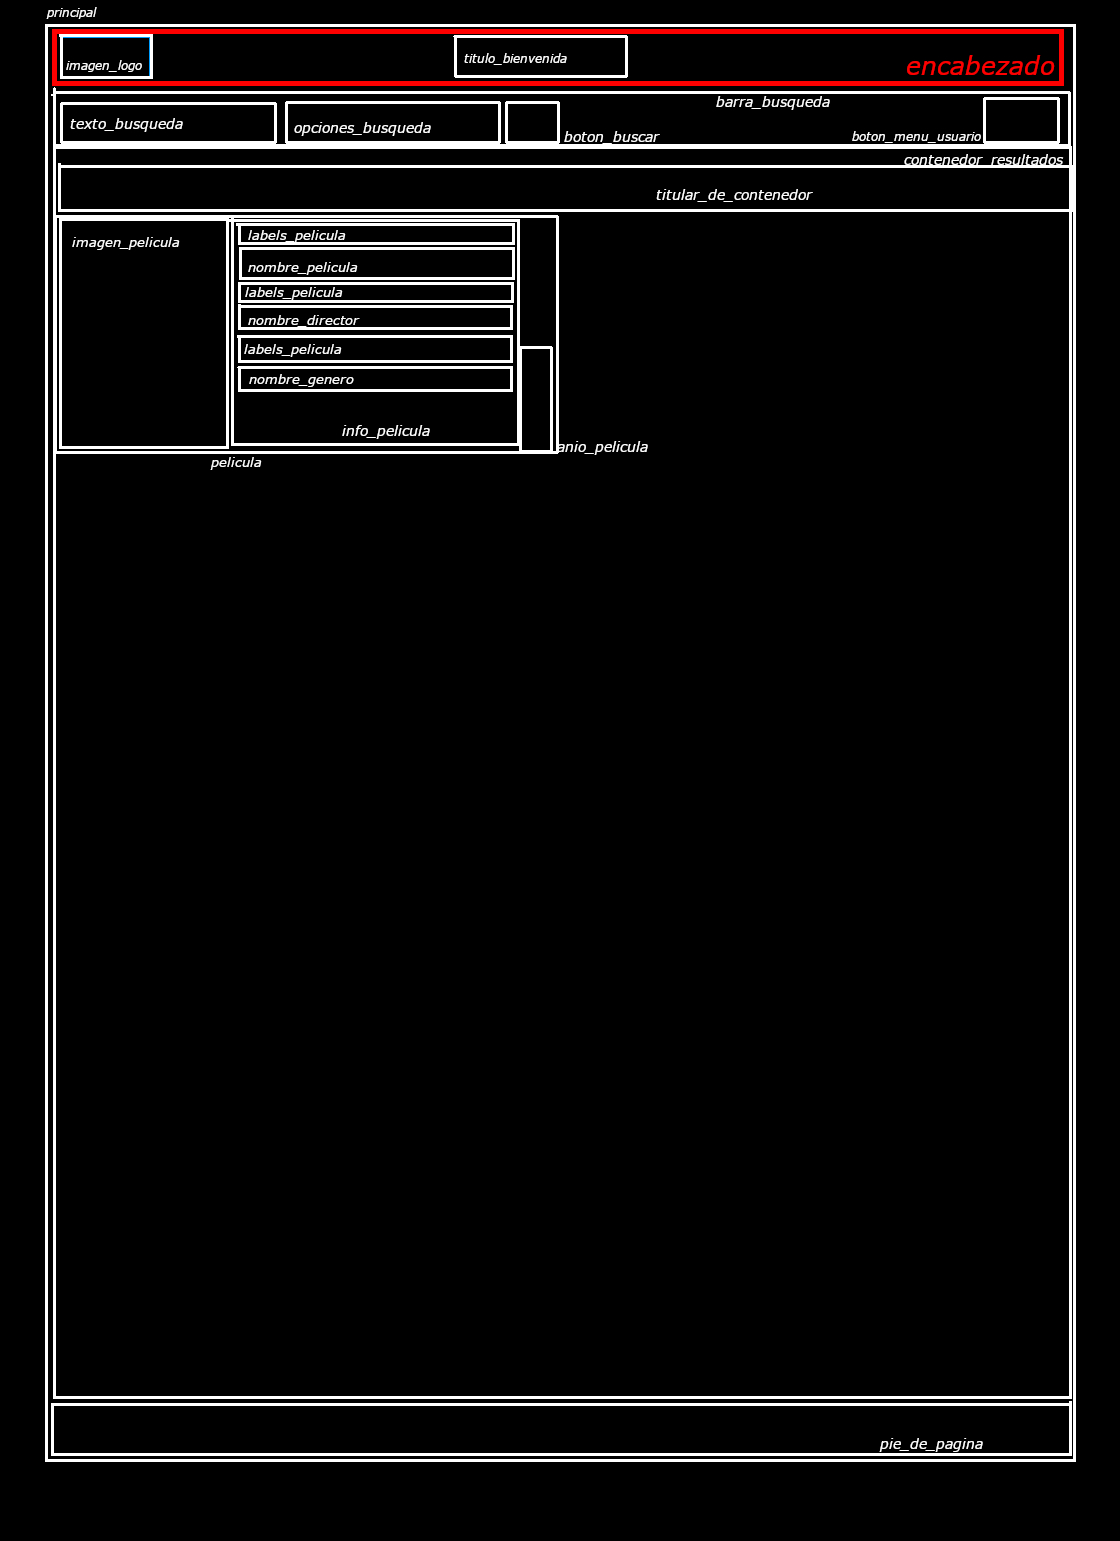 principal
imagen_logo
titulo_bienvenida
encabezado
barra_busqueda
texto_busqueda
opciones_busqueda
boton_buscar
boton_menu_usuario
contenedor_resultados
titular_de_contenedor
imagen_pelicula
labels_pelicula
nombre_pelicula
labels_pelicula
nombre_director
labels_pelicula
nombre_genero
info_pelicula
anio_pelicula
pelicula
pie_de_pagina